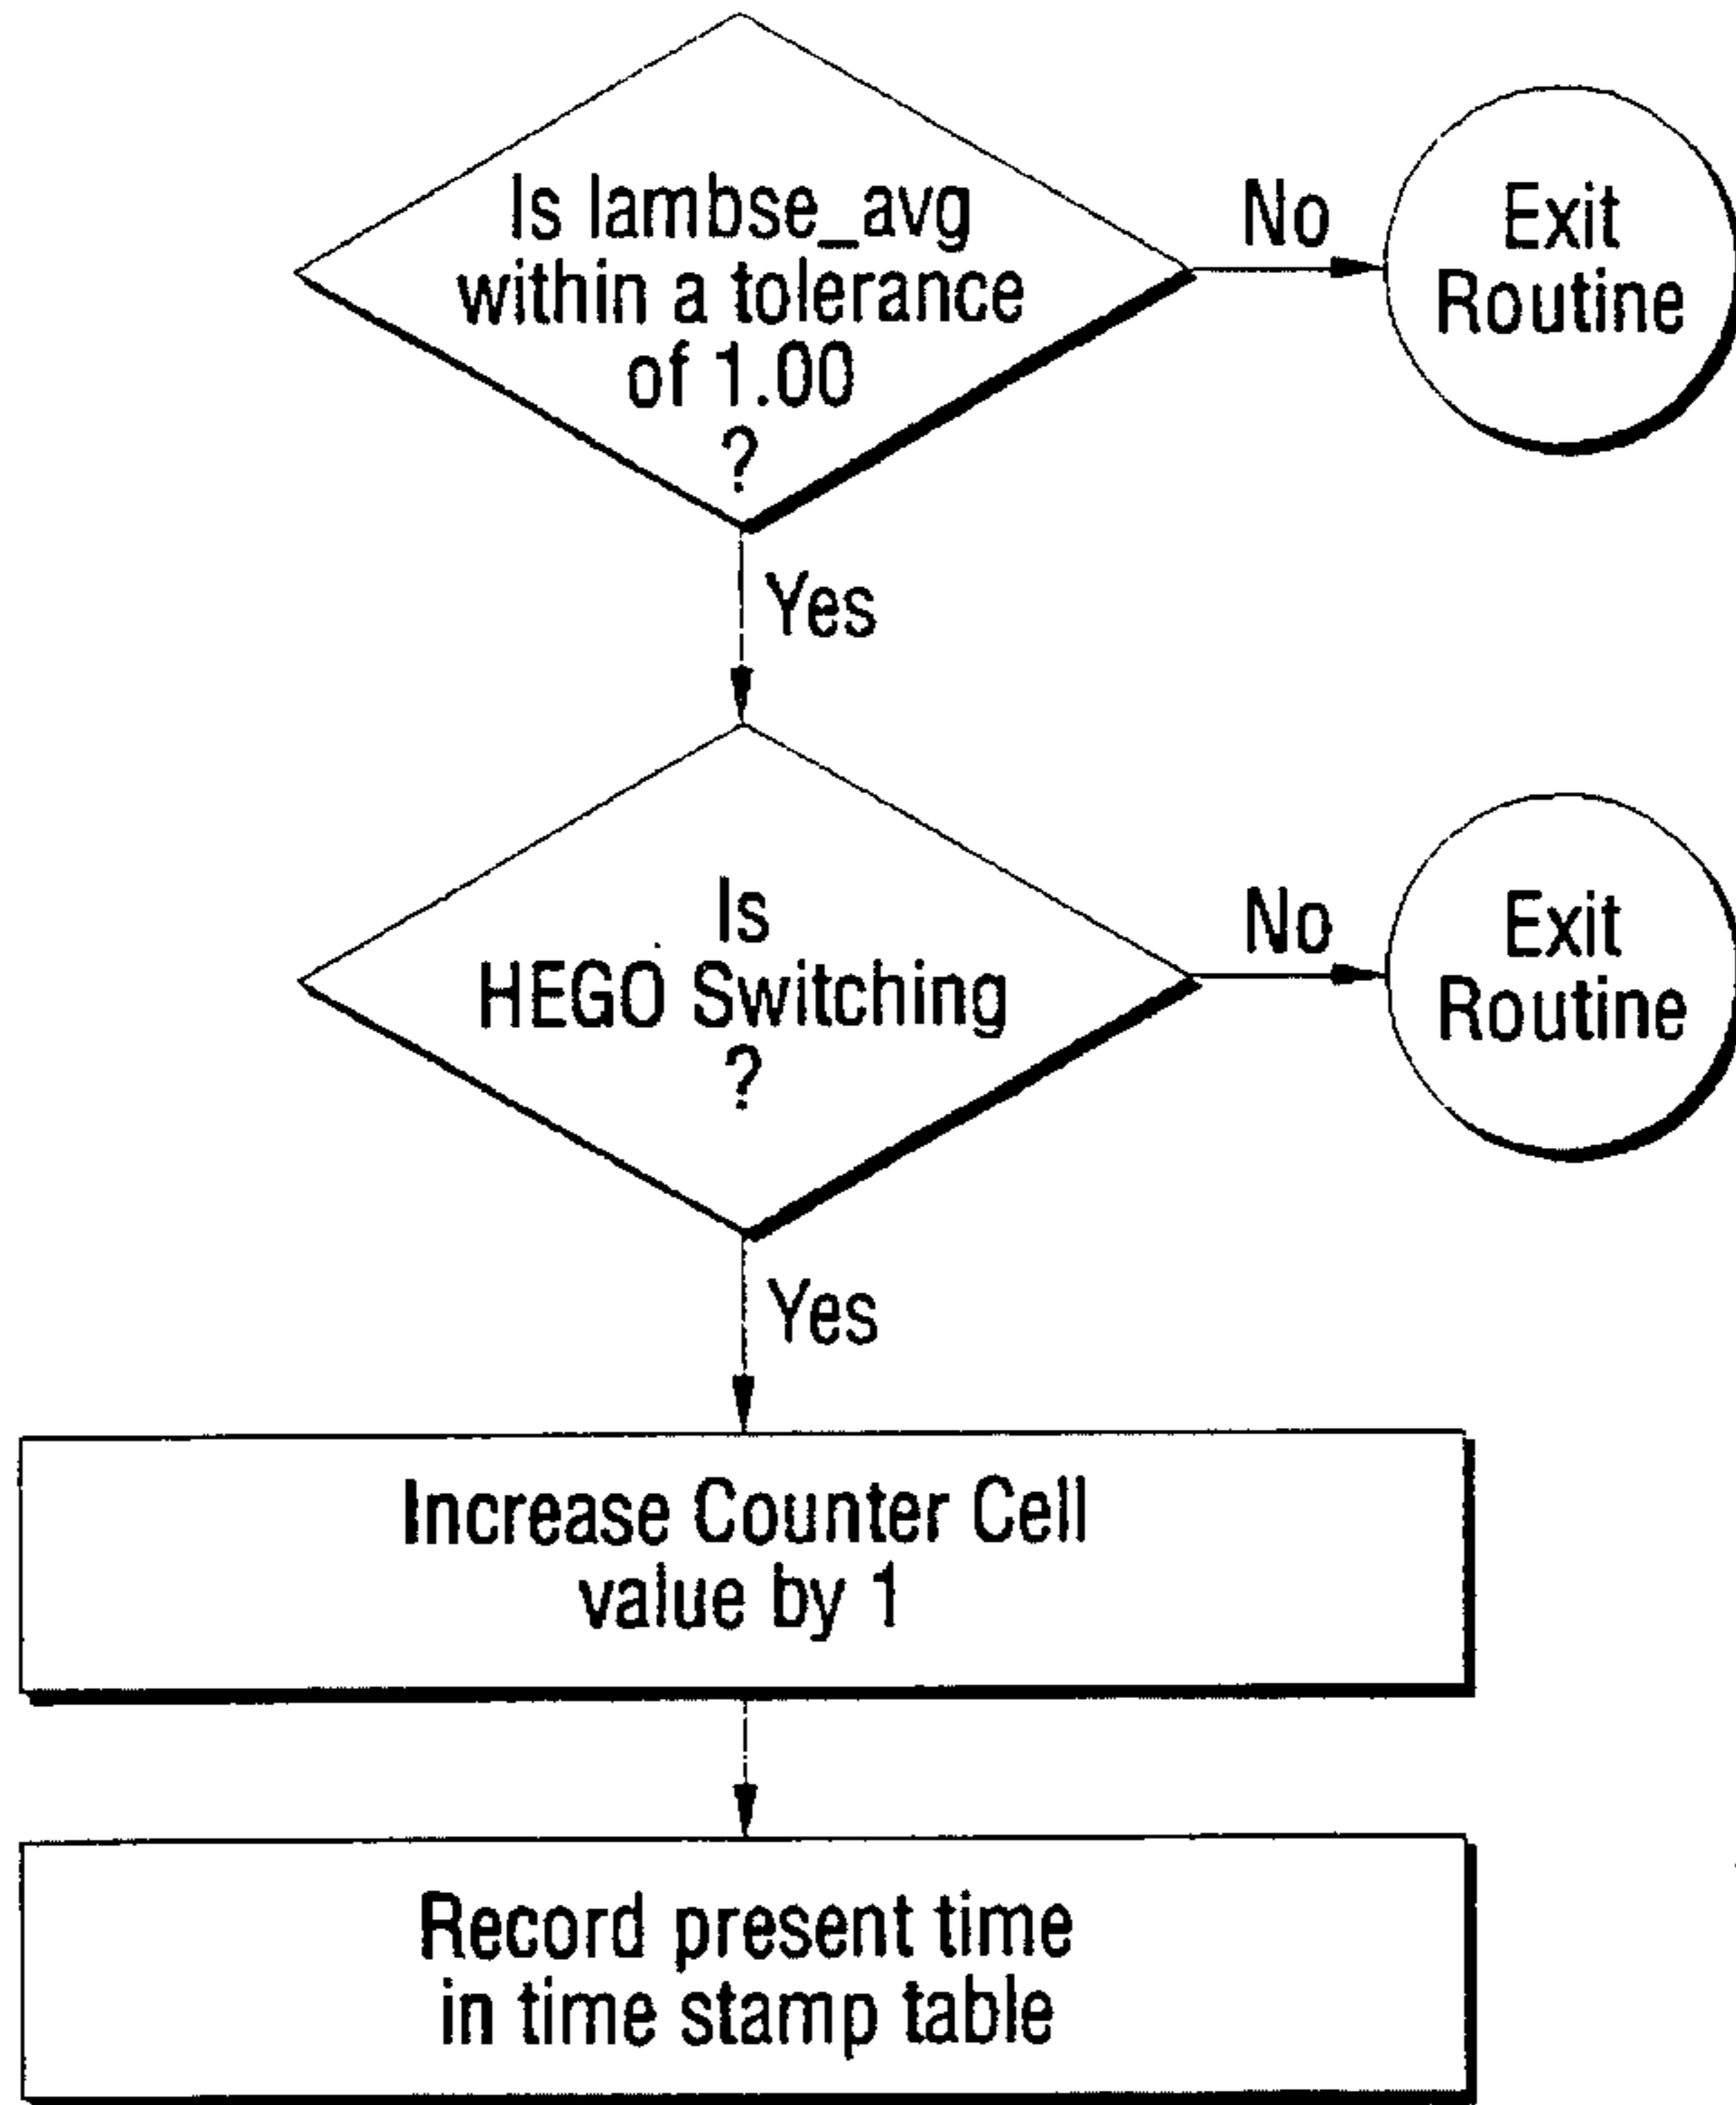 Is lambse_avg
within a tolerance
of 1.00
?
No
Exit
Routine
Yes
Is
HEGO Switching
?
No
Exit
Routine
Yes
Increase Counter Cell
value by 1
Record present time
in time stamp table